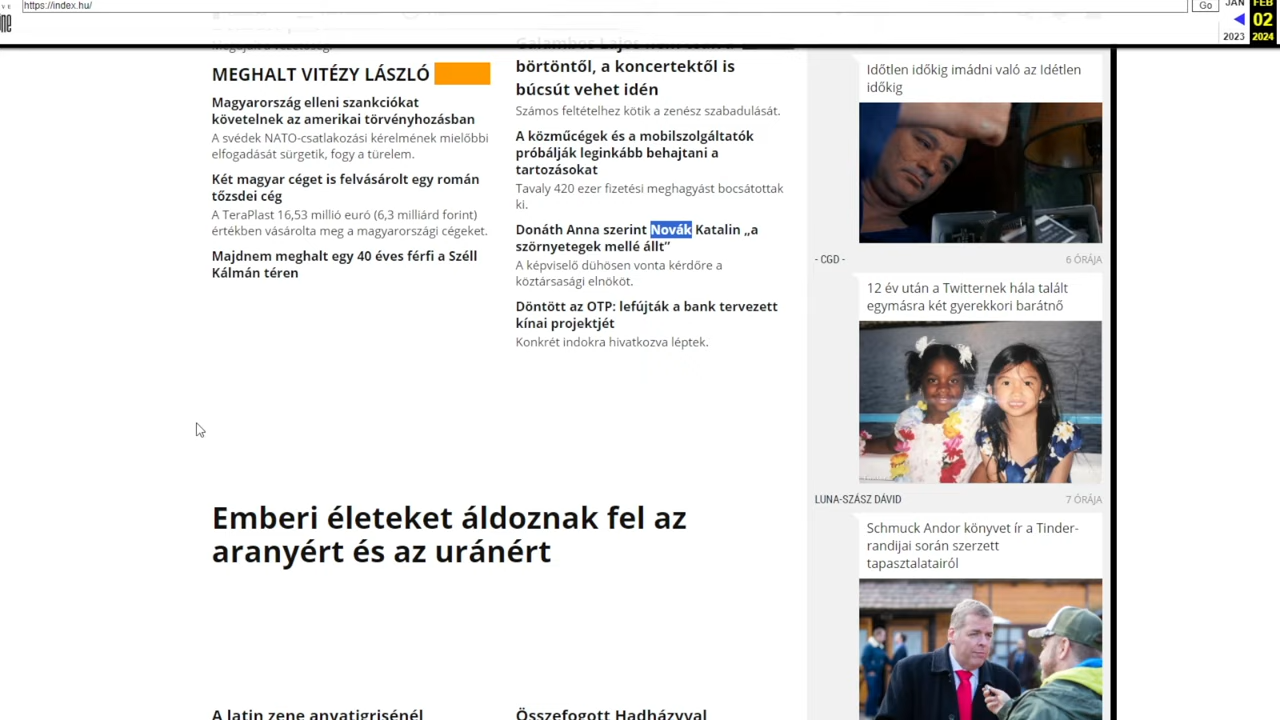 https://index.hu/
Go
JAN
FEB
02
2023
2024
MEGHALT VITÉZY LÁSZLÓ
Magyarország elleni szankciókat
követelnek az amerikai törvényhozásban
A svédek NATO-csatlakozási kérelmének mielőbbi
elfogadását sürgetik, fogy a türelem.
Két magyar céget is felvásárolt egy román
tőzsdei cég
A TeraPlast 16,53 millió euró (6,3 milliárd forint)
értékben vásárolta meg a magyarországi cégeket.
Majdnem meghalt egy 40 éves férfi a Széll
Kálmán téren
börtöntől, a koncertektől is
búcsút vehet idén
Számos feltételhez kötik a zenész szabadulását.
A közműcégek és a mobilszolgáltatók
próbálják leginkább behajtani a
tartozásokat
Tavaly 420 ezer fizetési meghagyást bocsátottak
ki.
Donáth Anna szerint Novák Katalin „a
szörnyetegek mellé állt”
A képviselő dühösen vonta kérdőre a
köztársasági elnököt.
Döntött az OTP: lefújták a bank tervezett
kínai projektjét
Konkrét indokra hivatkozva léptek.
Emberi életeket áldoznak fel az
aranyért és az uránért
A latin zene anyatigrisénél
Összefogott Hadházyval
Időtlen időkig imádni való az Idétlen
időkig
- CGD -
6 ÓRÁJA
12 év után a Twitternek hála talált
egymásra két gyerekkori barátnő
LUNA-SZÁSZ DÁVID
7 ÓRÁJA
Schmuck Andor könyvet ír a Tinder-
randijai során szerzett
tapasztalatairól